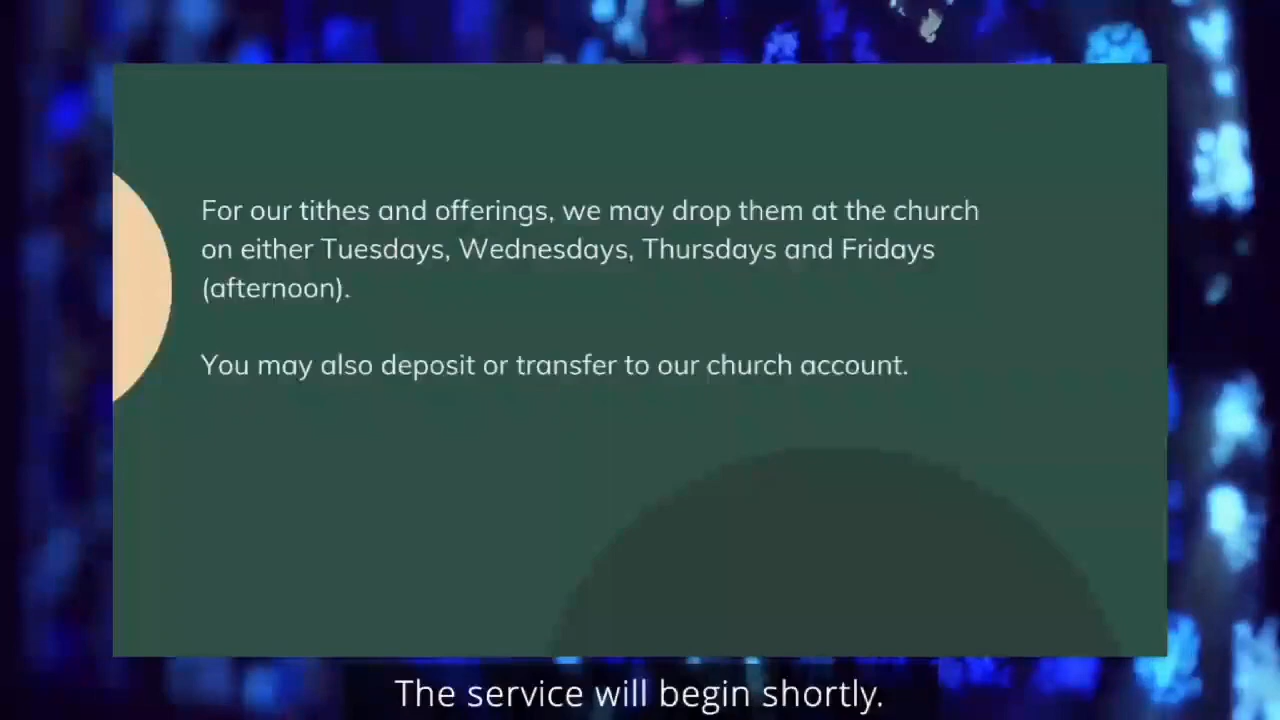 For our tithes and offerings, we may drop them at the church
on either Tuesdays, Wednesdays, Thursdays and Fridays
(afternoon).
You may also deposit or transfer to our church account.
The service will begin shortly.